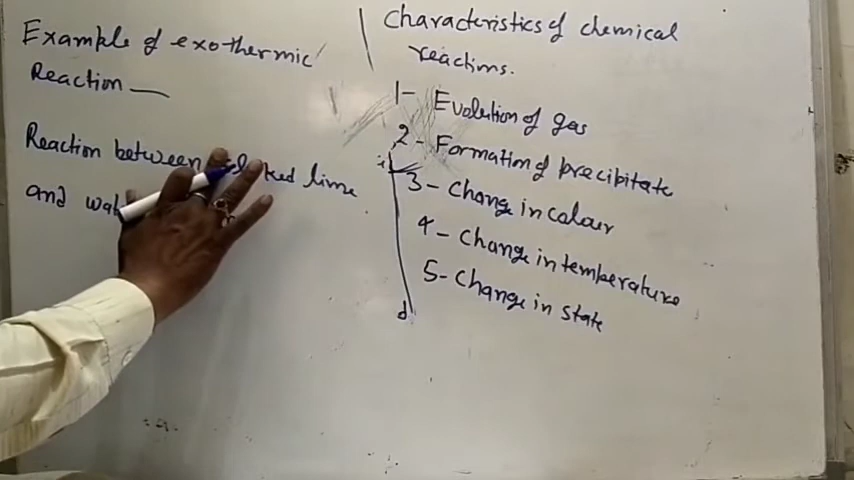 Example of exothermic
Reaction —
Reaction between lime
and
Characteristics of chemical
reactions.
1- Evolution of gas
2- Formation of precipitate
3- Change in colour
4- Change in temperature
5- Change in state